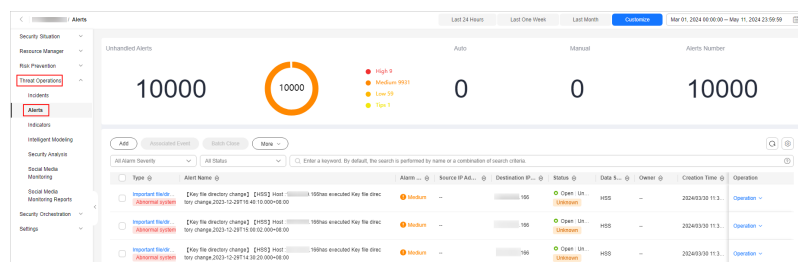 / Alerts
Last 24 Hours
Last One Week
Last Month
Customize
Mar 01, 2024 00:00:00 – May 11, 2024 23:59:59
Security Situation
Resource Manager
Risk Prevention
Threat Operations
Incidents
Alerts
Indicators
Intelligent Modeling
Security Analysis
Social Media
Monitoring
Social Media
Monitoring Reports
Security Orchestration
Settings
Unhandled Alerts
Auto
Manual
Alerts Number
10000
10000
High 9
Medium 9931
Low 59
Tips 1
0
0
10000
Add
Associated Event
Batch Close
More
All Alarm Severity
All Status
Enter a keyword. By default, the search is performed by name or a combination of search criteria.
Type
Alert Name
Alarm ...
Source IP Ad...
Destination IP...
Status
Data S...
Owner
Creation Time
Operation
Important file/dir...
Abnormal system
【Key file directory change】【HSS】Host : .166has executed Key file direc
tory change,2023-12-29T16:40:10.000+08:00
Medium
--
.166
Open : Un...
Unknown
HSS
--
2024/03/30 11:3...
Operation
Important file/dir...
Abnormal system
【Key file directory change】【HSS】Host : .166has executed Key file direc
tory change,2023-12-29T15:00:02.000+08:00
Medium
--
.166
Open : Un...
Unknown
HSS
--
2024/03/30 11:3...
Operation
Important file/dir...
Abnormal system
【Key file directory change】【HSS】Host : .166has executed Key file direc
tory change,2023-12-29T14:30:20.000+08:00
Medium
--
.166
Open : Un...
Unknown
HSS
--
2024/03/30 11:3...
Operation